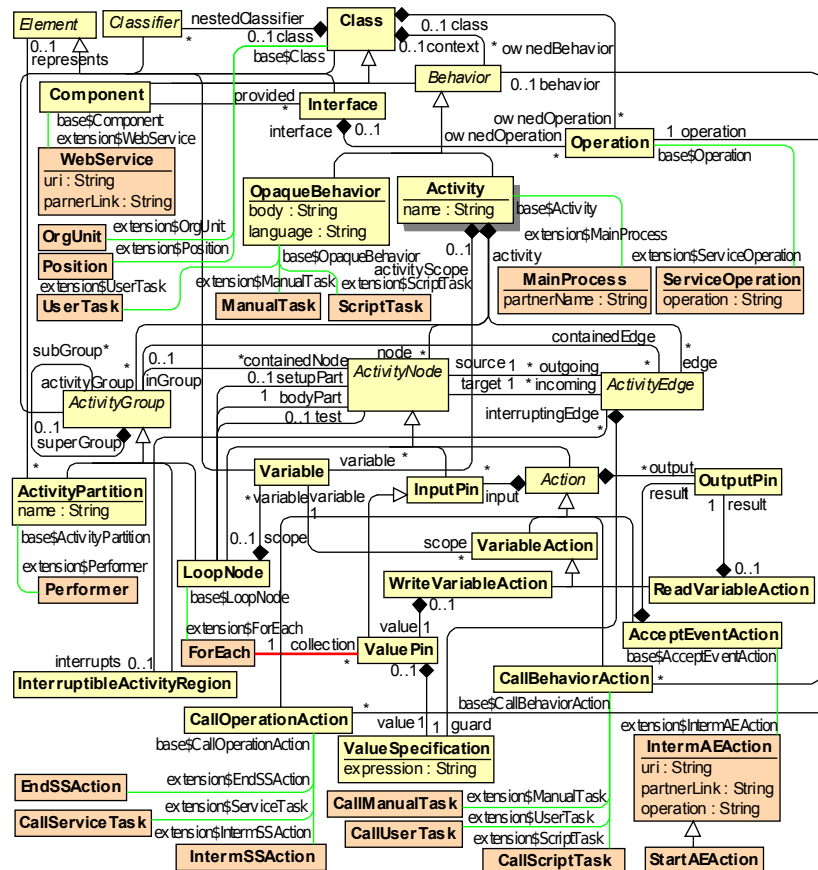 Element
Classifier
nestedClassifier
*
Class
0..1 class
0..1
represents
0..1 class
base$Class
0..1 context
*
ow nedBehavior
Behavior
0..1 behavior
Component
provided
*
Interface
interface
0..1
base$Component
extension$WebService
ow nedOperation
*
ow nedOperation
*
Operation
1 operation
base$Operation
WebService
uri : String
parnerLink : String
OpaqueBehavior
body : String
language : String
Activity
name : String
base$Activity
extension$MainProcess
OrgUnit
extension$OrgUnit
Position
extension$Position
extension$UserTask
UserTask
base$OpaqueBehavior
extension$ManualTask
extension$ScriptTask
ManualTask
ScriptTask
0..1
activityScope
activity
extension$ServiceOperation
MainProcess
partnerName : String
ServiceOperation
operation : String
subGroup*
*
activityGroup
0..1
inGroup
*containedNode
node
*
containedEdge
*
*
edge
ActivityGroup
0..1
superGroup
0..1 setupPart
1 bodyPart
0..1 test
ActivityNode
source 1
target 1
* outgoing
*incoming
ActivityEdge
interruptingEdge
*
*
ActivityPartition
name : String
base$ActivityPartition
extension$Performer
Performer
Variable
variable
*
*variable
variable
1
InputPin
*
input
Action
*output
OutputPin
result
1
1
result
0..1
scope
scope
*
VariableAction
LoopNode
base$LoopNode
extension$ForEach
ForEach
WriteVariableAction
0..1
ReadVariableAction
0..1
value 1
1
collection
*
ValuePin
0..1
AcceptEventAction
base$AcceptEventAction
interrupts
0..1
InterruptibleActivityRegion
CallBehaviorAction
*
base$CallBehaviorAction
CallOperationAction
*
base$CallOperationAction
value 1
1
guard
ValueSpecification
expression : String
extension$IntermAEAction
IntermAEAction
uri : String
partnerLink : String
operation : String
EndSSAction
extension$EndSSAction
CallServiceTask
extension$ServiceTask
extension$IntermSSAction
IntermSSAction
CallManualTask
extension$ManualTask
CallUserTask
extension$UserTask
extension$ScriptTask
CallScriptTask
StartAEAction